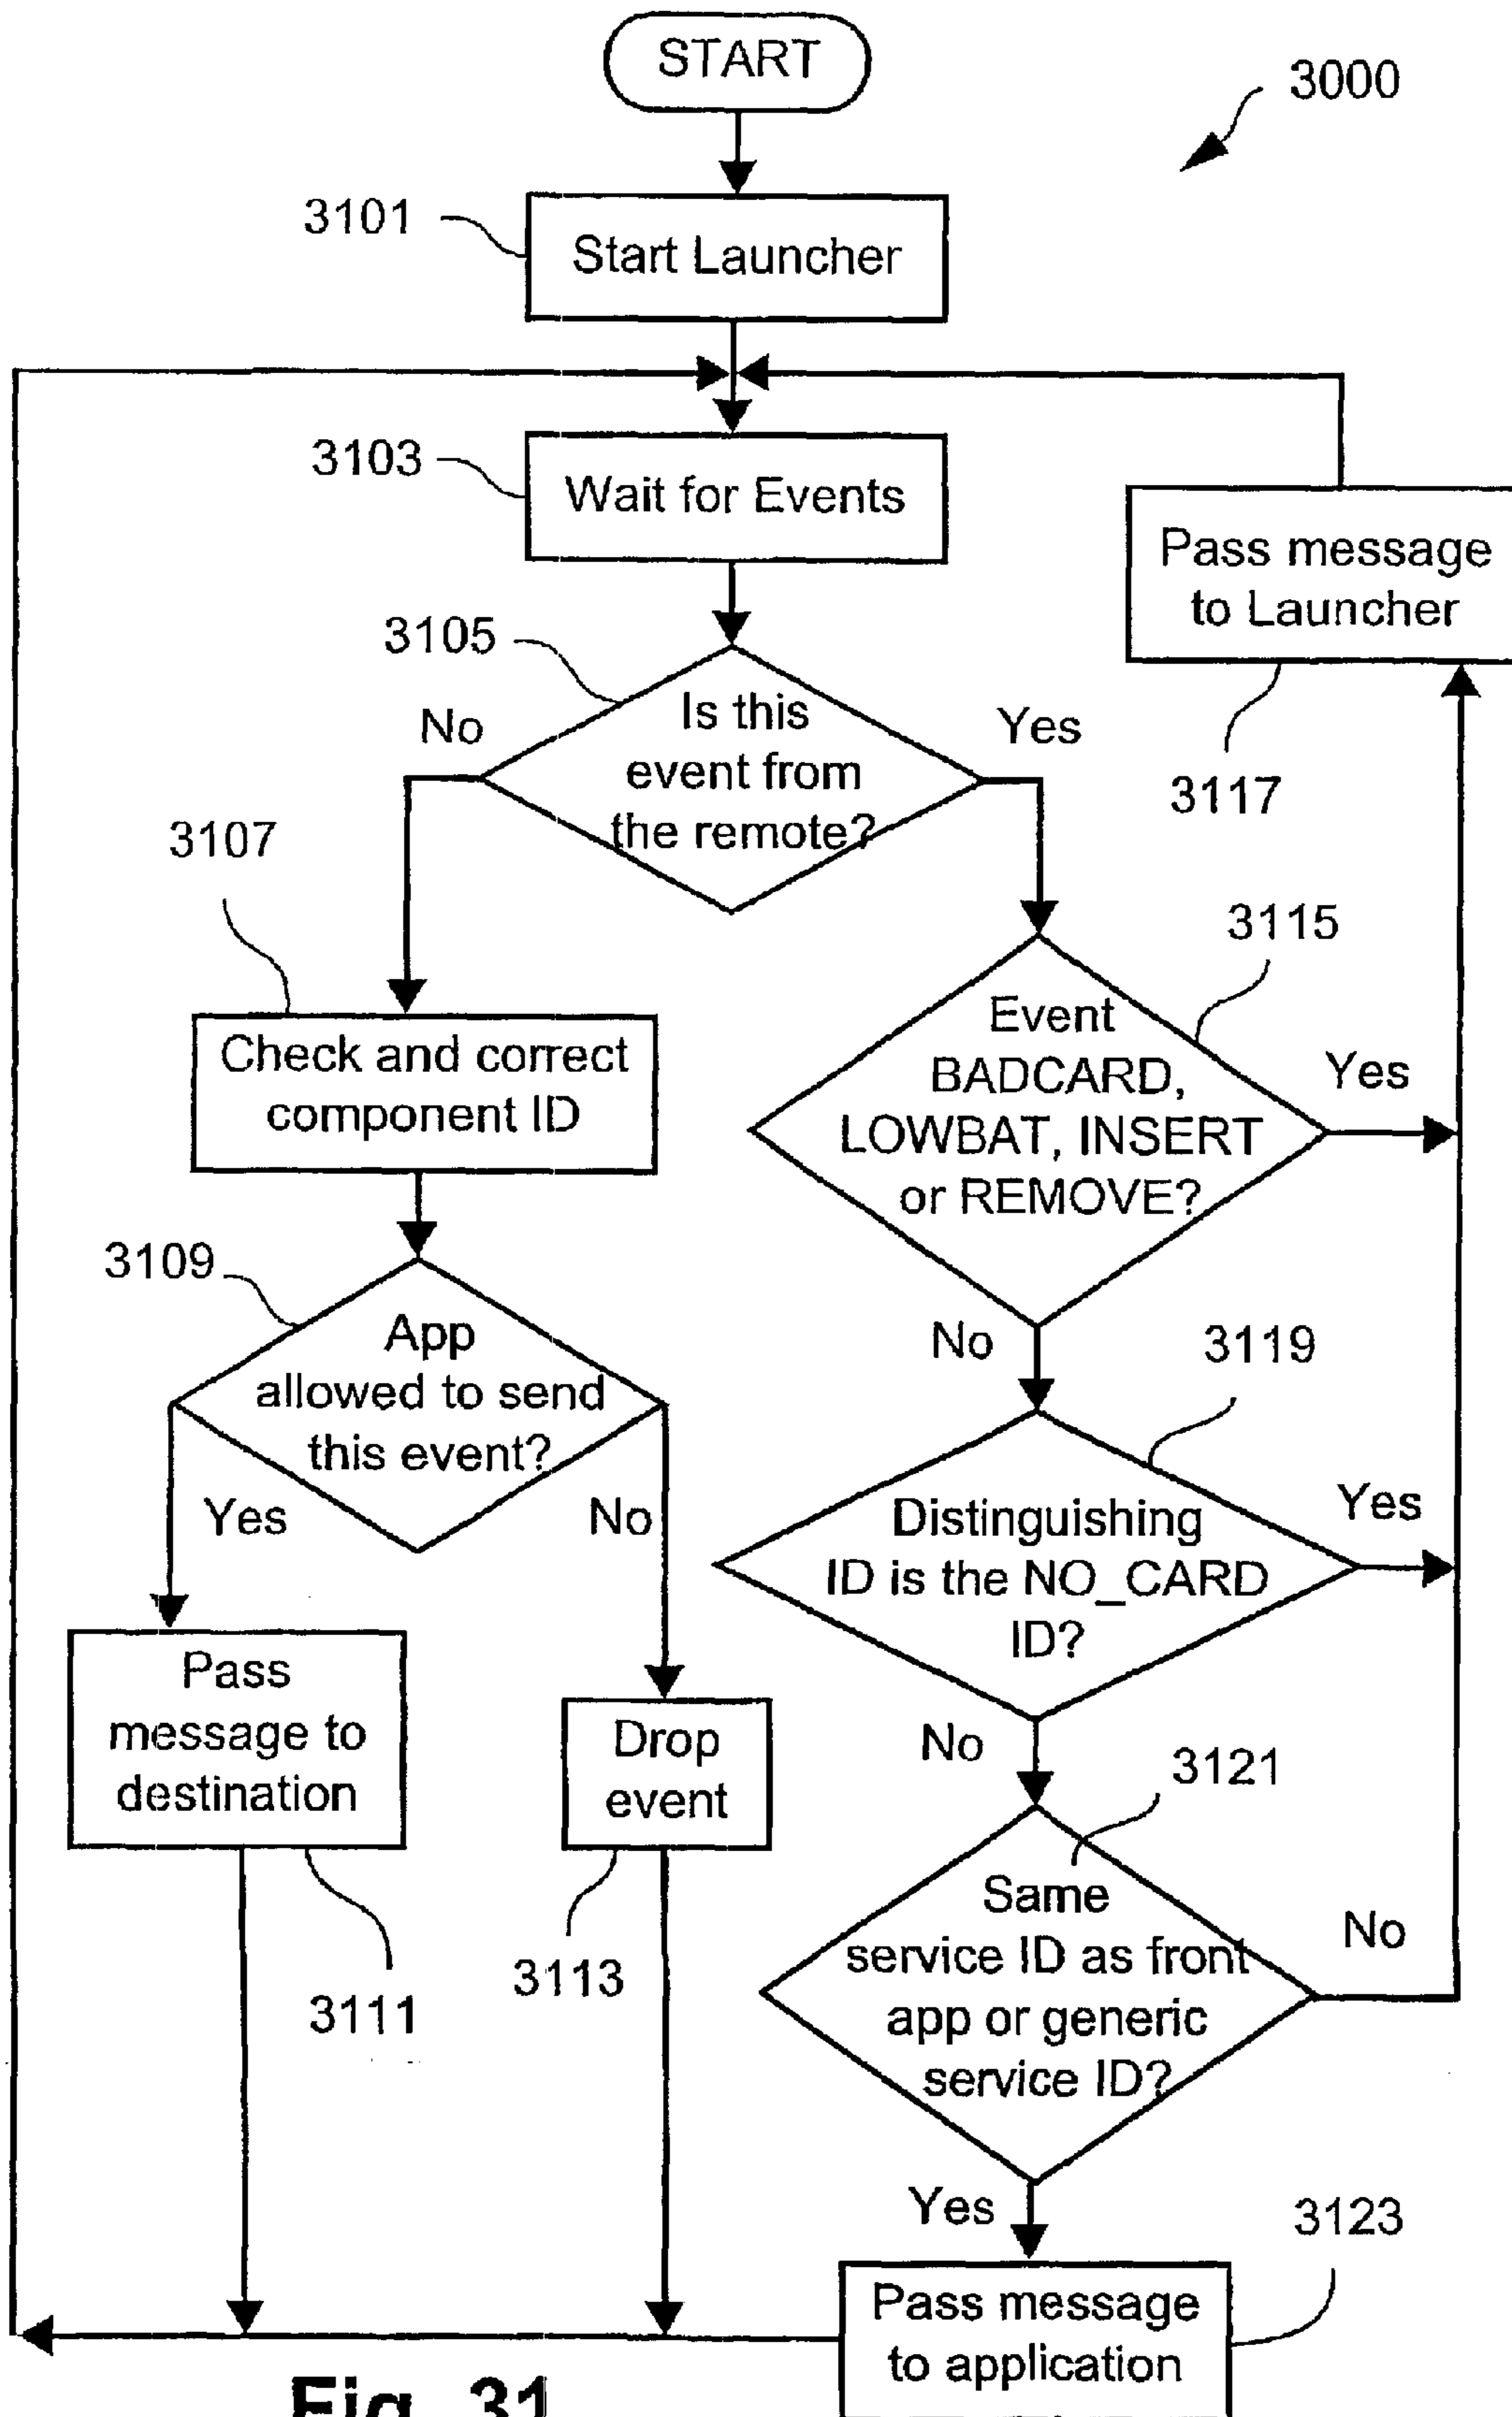 START
3000
3101
Start Launcher
3103
Wait for Events
Pass message
to Launcher
3117
3105
No
Is this
event from
the remote?
Yes
3107
Check and correct
component ID
3115
Event
BADCARD,
LOWBAT, INSERT
or REMOVE?
Yes
No
3109
App
allowed to send
this event?
Yes
No
3119
Distinguishing
ID is the NO_CARD
ID?
Yes
No
Pass
message to
destination
3111
Drop
event
3113
3121
Same
service ID as front
app or generic
service ID?
No
Yes
3123
Pass message
to application
Fig. 31